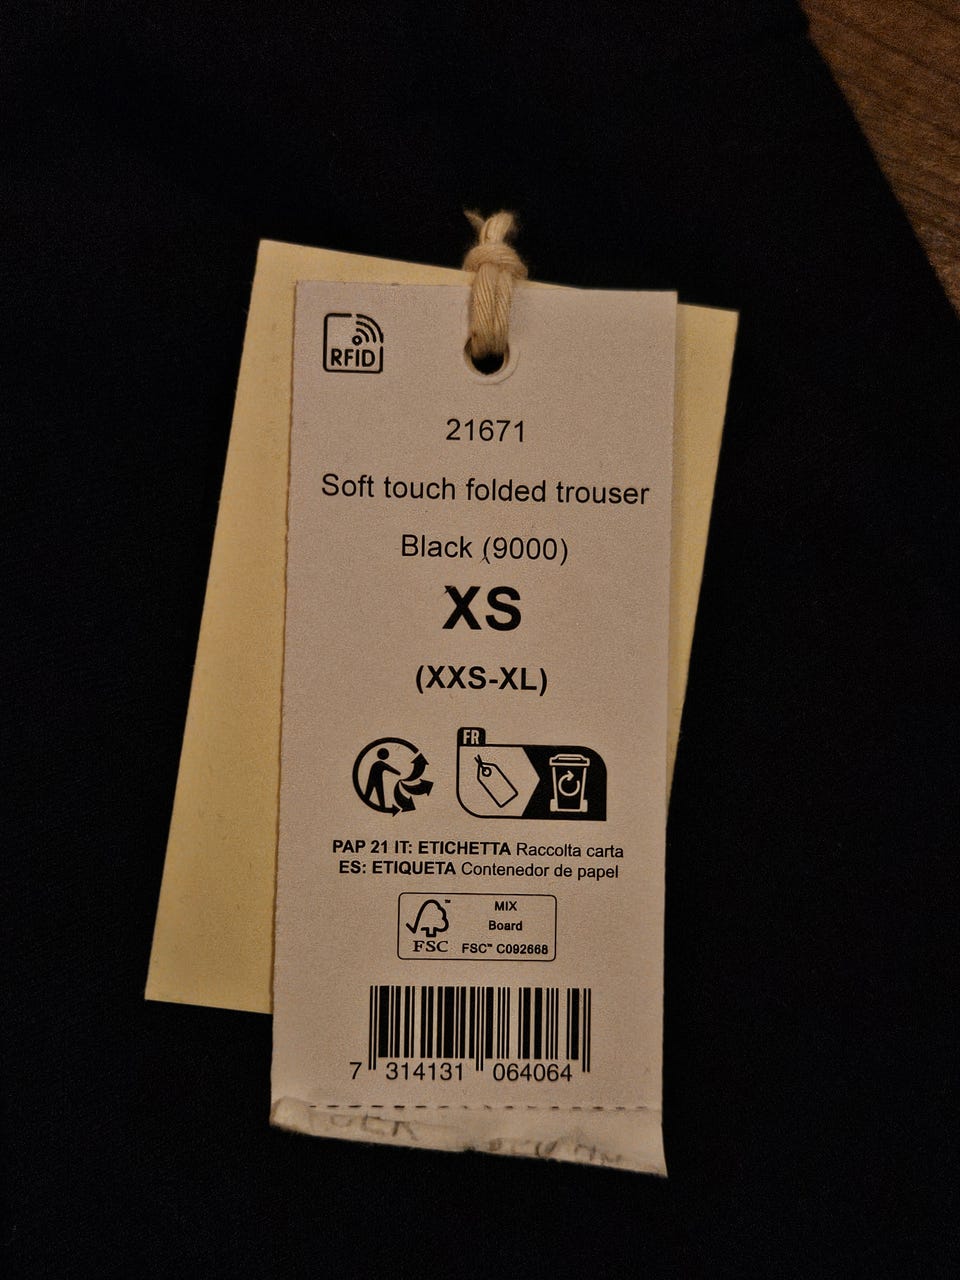 RFID
21671
Soft touch folded trouser
Black (9000)
XS
(XXS-XL)
FR
PAP 21 IT: ETICHETTA Raccolta carta
ES: ETIQUETA Contenedor de papel
MIX
Board
FSC™ C092668
FSC
7 314131 064064